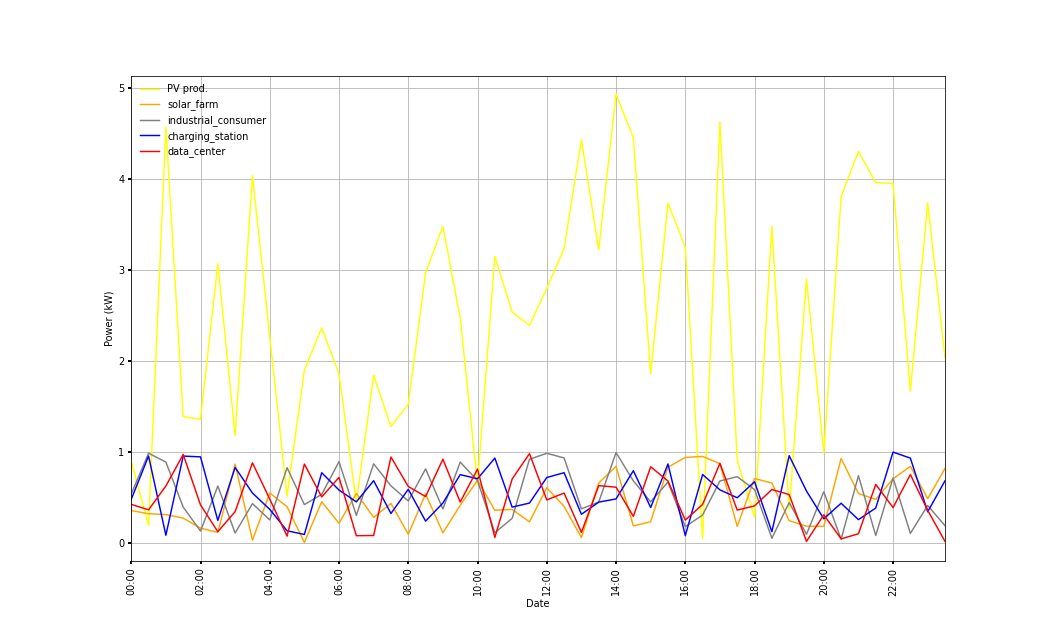 PV prod.
solar_farm
industrial_consumer
charging_station
data_center
5
4
3
2
1
0
Power (kW)
00:00
02:00
04:00
06:00
08:00
10:00
12:00
14:00
16:00
18:00
20:00
22:00
Date